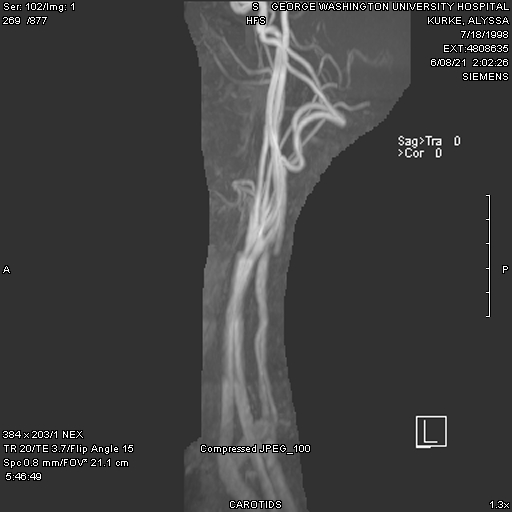 Ser: 102/Img: 1
269 /877
S
HFS
GEORGE WASHINGTON UNIVERSITY HOSPITAL
KURKE, ALYSSA
7/18/1998
EXT:4808635
6/08/21 2:02:26
SIEMENS
Sag>Tra 0
>Cor 0
A
P
L
384 x 203/1 NEX
TR 20/TE 3.7/Flip Angle 15
Spc 0.8 mm/FOV* 21.1 cm
5:46:49
Compressed JPEG_100
CAROTIDS
1.3x